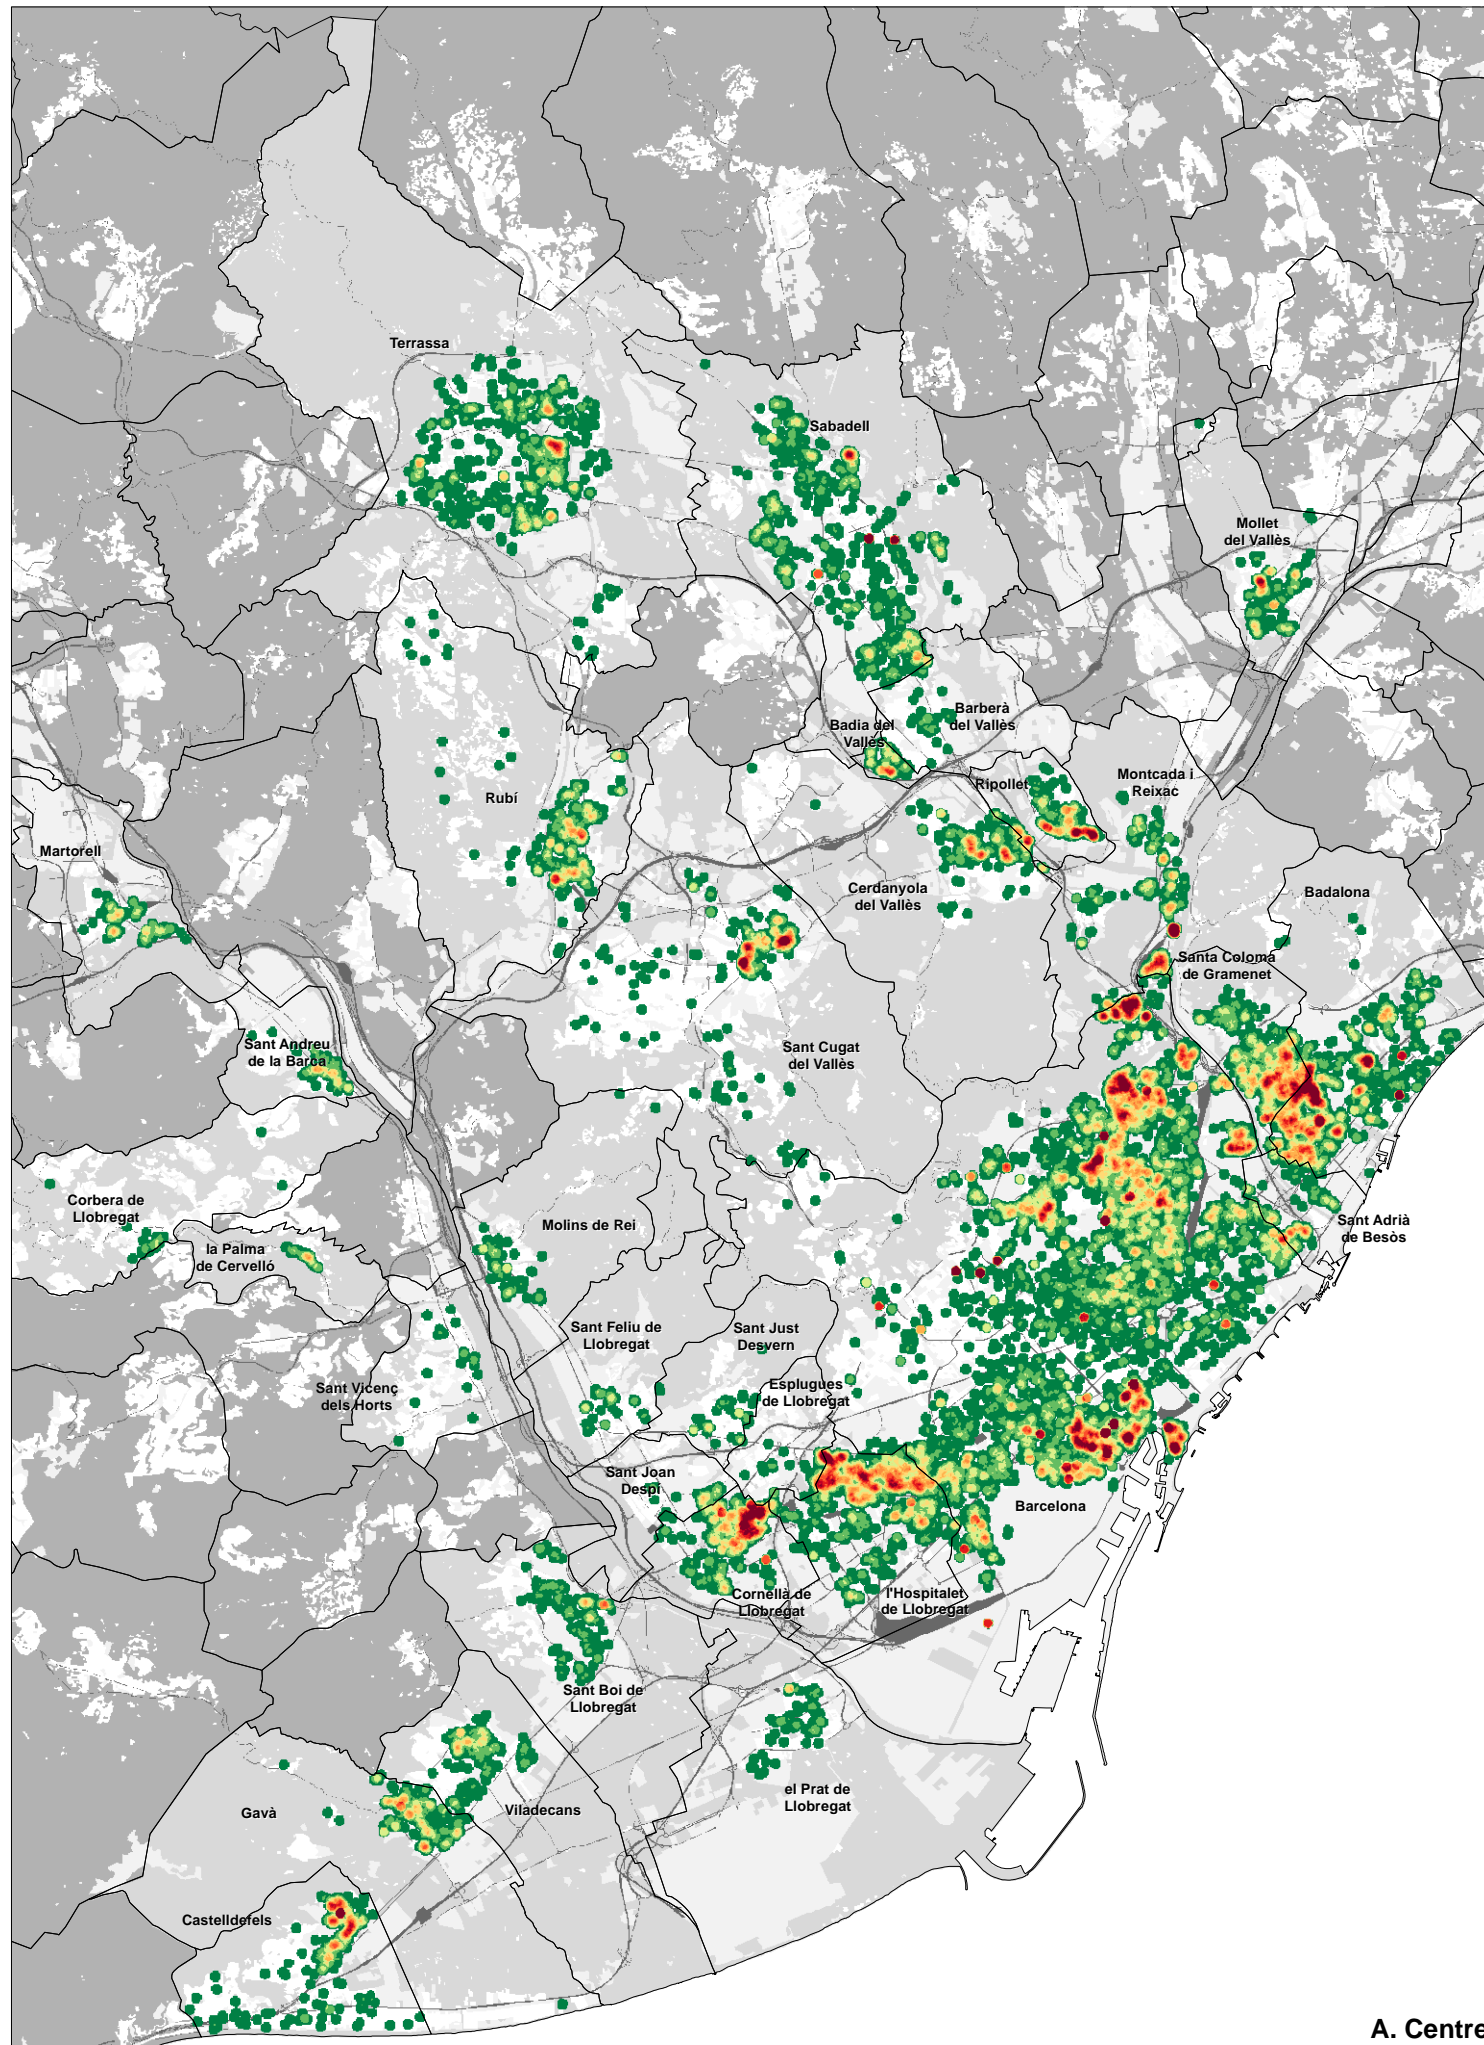 Terrassa
Sabadell
Mollet
del Vallès
Barberà
del Vallès
Badia del
Vallès
Ripollet
Montcada i
Reixac
Rubí
Martorell
Cerdanyola
del Vallès
Badalona
Santa Coloma
de Gramenet
Sant Andreu
de la Barca
Sant Cugat
del Vallès
Corbera de
Llobregat
la Palma
de Cervelló
Molins de Rei
Sant Adrià
de Besòs
Sant Feliu de
Llobregat
Sant Just
Desvern
Sant Vicenç
dels Horts
Esplugues
de Llobregat
Sant Joan
Despí
Barcelona
Cornellà de
Llobregat
l'Hospitalet
de Llobregat
Sant Boi de
Llobregat
el Prat de
Llobregat
Gavà
Viladecans
Castelldefels
A. Centre